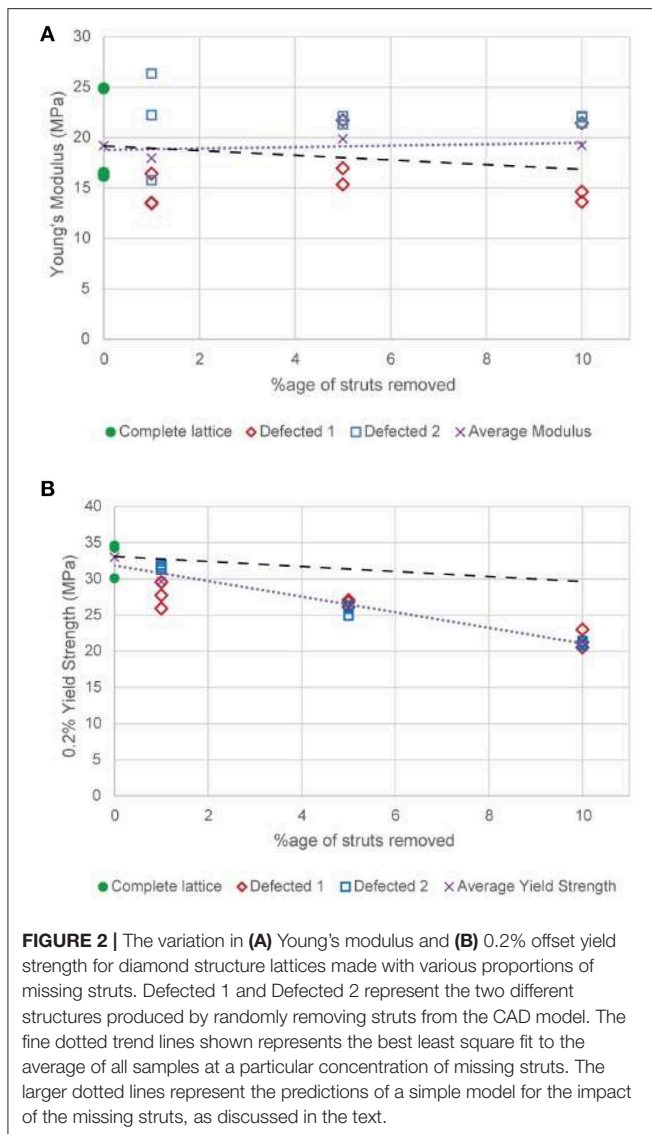 A
30
25
20
15
10
5
0
Young's Modulus (MPa)
0 2 4 6 8 10
%age of struts removed
Complete lattice Defected 1 Defected 2 Average Modulus
B
40
35
30
25
20
15
10
5
0
0.2% Yield Strength (MPa)
0 2 4 6 8 10
%age of struts removed
Complete lattice Defected 1 Defected 2 Average Yield Strength
FIGURE 2 | The variation in (A) Young's modulus and (B) 0.2% offset yield
strength for diamond structure lattices made with various proportions of
missing struts. Defected 1 and Defected 2 represent the two different
structures produced by randomly removing struts from the CAD model. The
fine dotted trend lines shown represents the best least square fit to the
average of all samples at a particular concentration of missing struts. The
larger dotted lines represent the predictions of a simple model for the impact
of the missing struts, as discussed in the text.